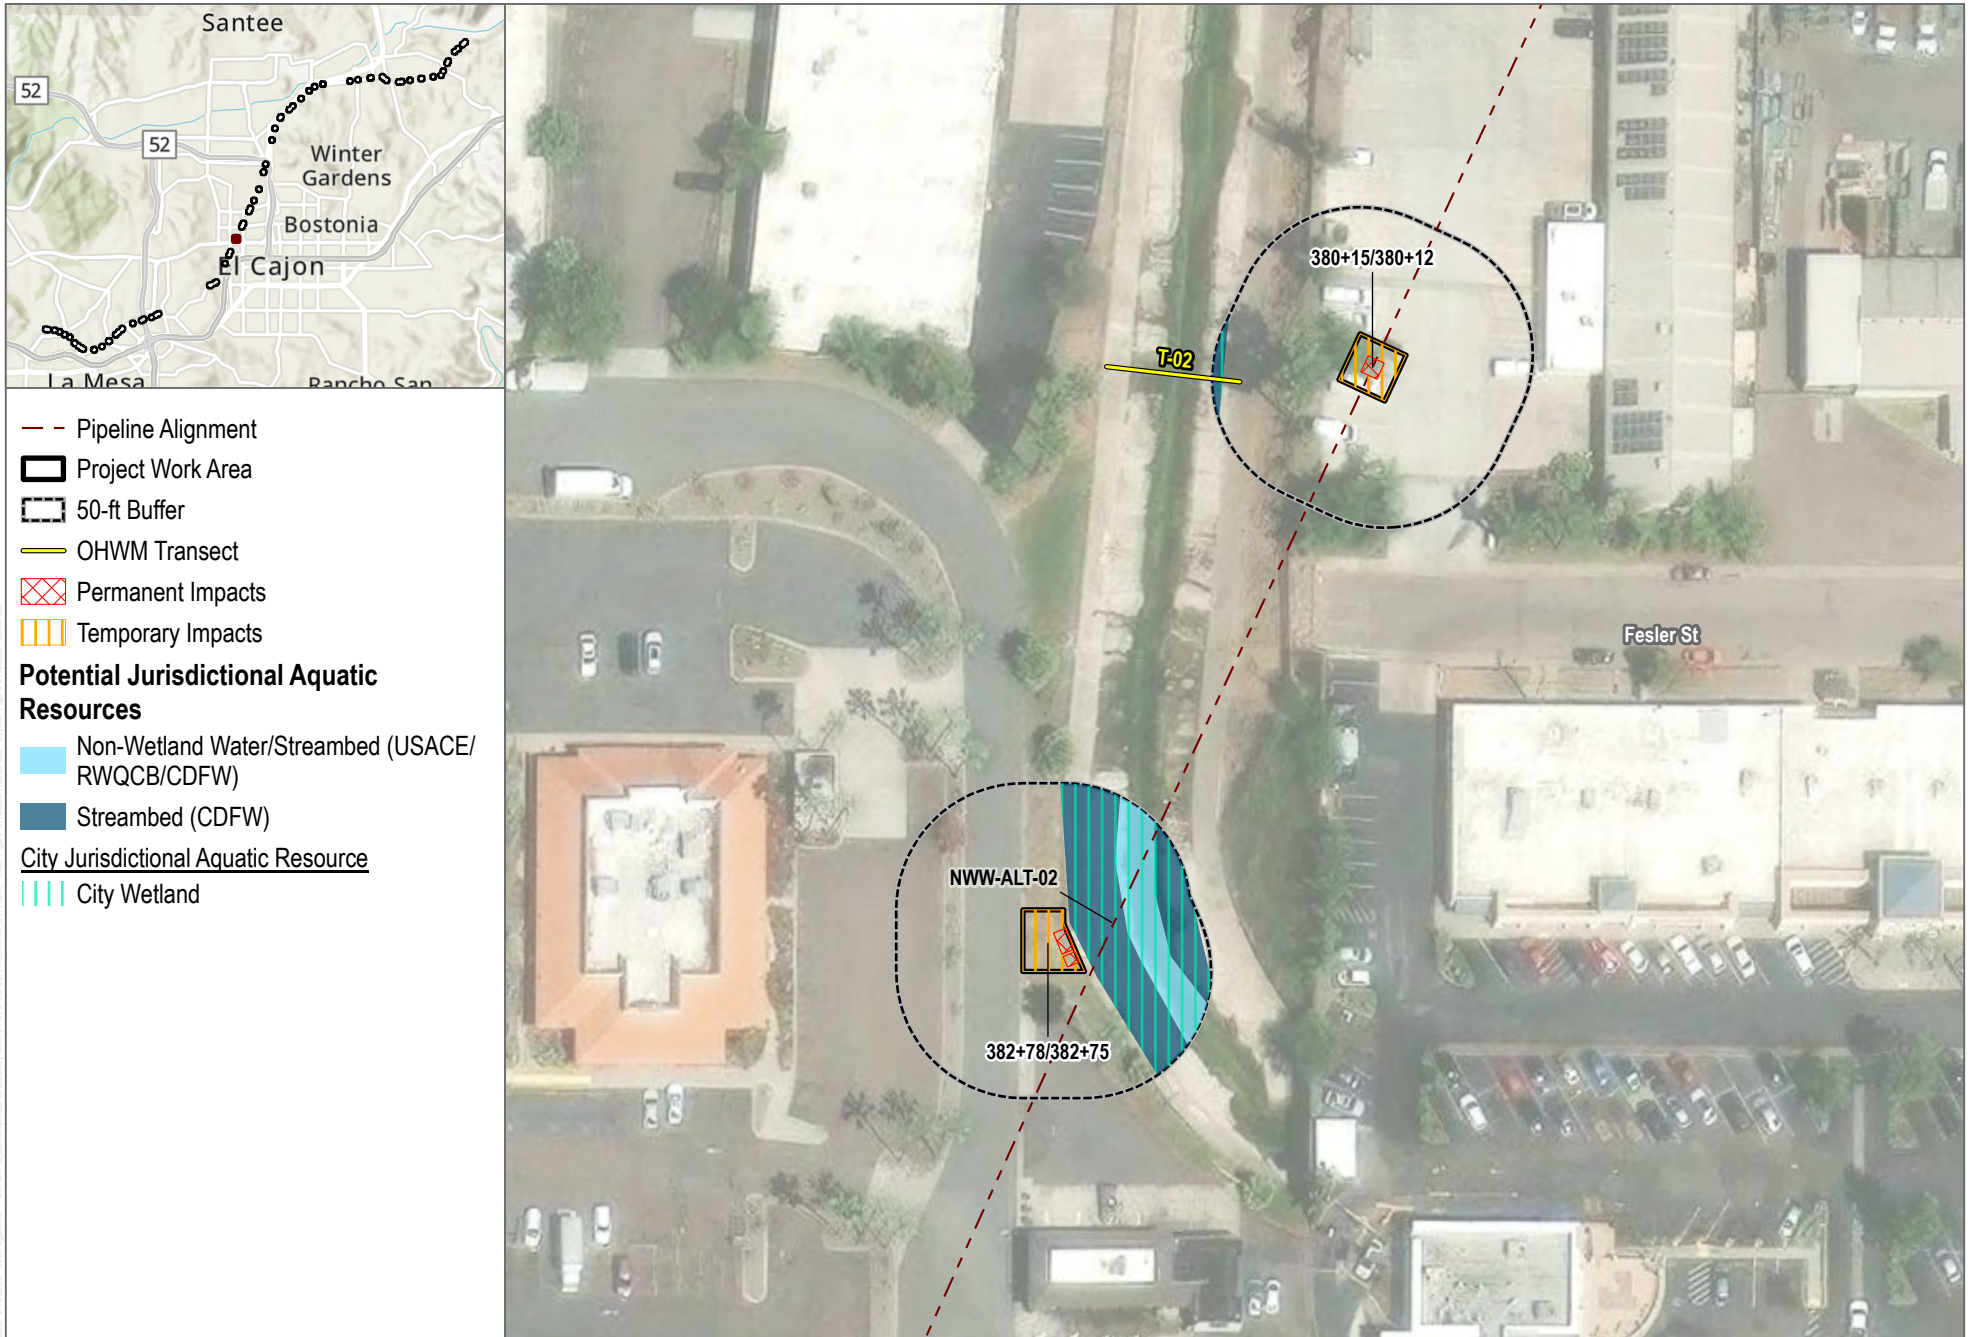 Santee
52
52
Winter
Gardens
Bostonia
El Cajon
La Mesa
Rancho San
Pipeline Alignment
Project Work Area
50-ft Buffer
OHWM Transect
Permanent Impacts
Temporary Impacts
Potential Jurisdictional Aquatic
Resources
Non-Wetland Water/Streambed (USACE/
RWQCB/CDFW)
Streambed (CDFW)
City Jurisdictional Aquatic Resource
City Wetland
380+15/380+12
T-02
Fesler St
NWW-ALT-02
382+78/382+75